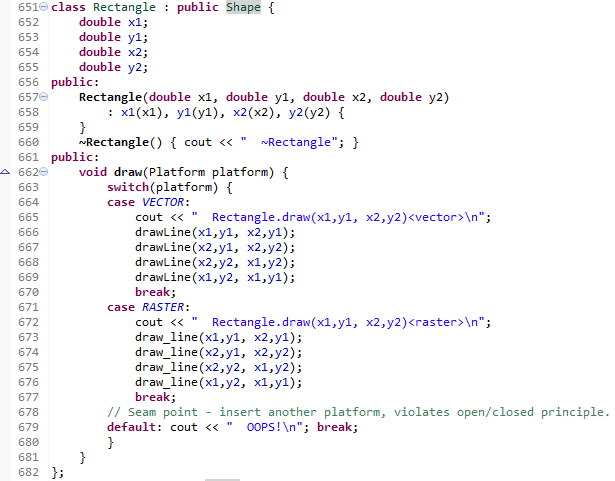 651 class Rectangle : public Shape {
652     double x1;
653     double y1;
654     double x2;
655     double y2;
656 public:
657     Rectangle(double x1, double y1, double x2, double y2)
658         : x1(x1), y1(y1), x2(x2), y2(y2) {
659     }
660     ~Rectangle() { cout << "  ~Rectangle"; }
661 public:
662     void draw(Platform platform) {
663         switch(platform) {
664         case VECTOR:
665             cout << "  Rectangle.draw(x1,y1, x2,y2)<vector>\n";
666             drawLine(x1,y1, x2,y1);
667             drawLine(x2,y1, x2,y2);
668             drawLine(x2,y2, x1,y2);
669             drawLine(x1,y2, x1,y1);
670             break;
671         case RASTER:
672             cout << "  Rectangle.draw(x1,y1, x2,y2)<raster>\n";
673             draw_line(x1,y1, x2,y1);
674             draw_line(x2,y1, x2,y2);
675             draw_line(x2,y2, x1,y2);
676             draw_line(x1,y2, x1,y1);
677             break;
678         // Seam point - insert another platform, violates open/closed principle.
679         default: cout << "  OOPS!\n"; break;
680         }
681     }
682 };